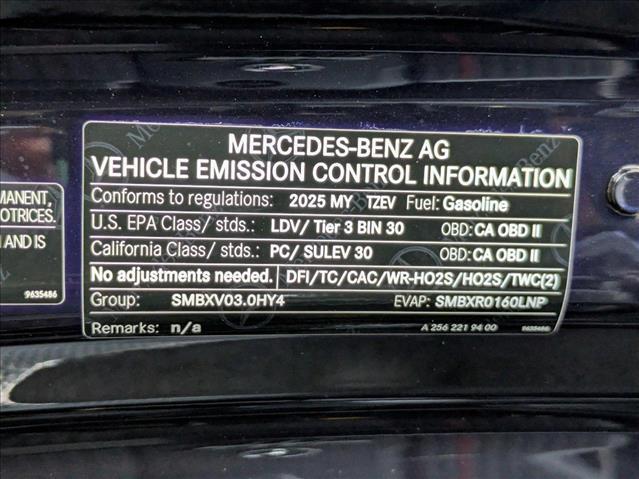 MERCEDES-BENZ AG
VEHICLE EMISSION CONTROL INFORMATION
Conforms to regulations: 2025 MY TZEV Fuel: Gasoline
U.S. EPA Class/ stds.: LDV/ Tier 3 BIN 30 OBD: CA OBD II
California Class/ stds.: PC/ SULEV 30 OBD: CA OBD II
No adjustments needed. DFI/TC/CAC/WR-HO2S/HO2S/TWC(2)
Group: SMBXV03.0HY4 EVAP: SMBXR0160LNP
Remarks: n/a A 256 221 94 00 9635486
MANENT,
OTRICES.
AND IS
9635486